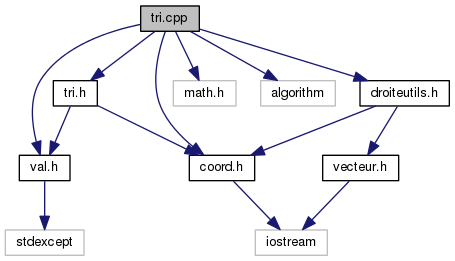 tri.cpp
tri.h
math.h
algorithm
droiteutils.h
val.h
coord.h
vecteur.h
stdexcept
iostream